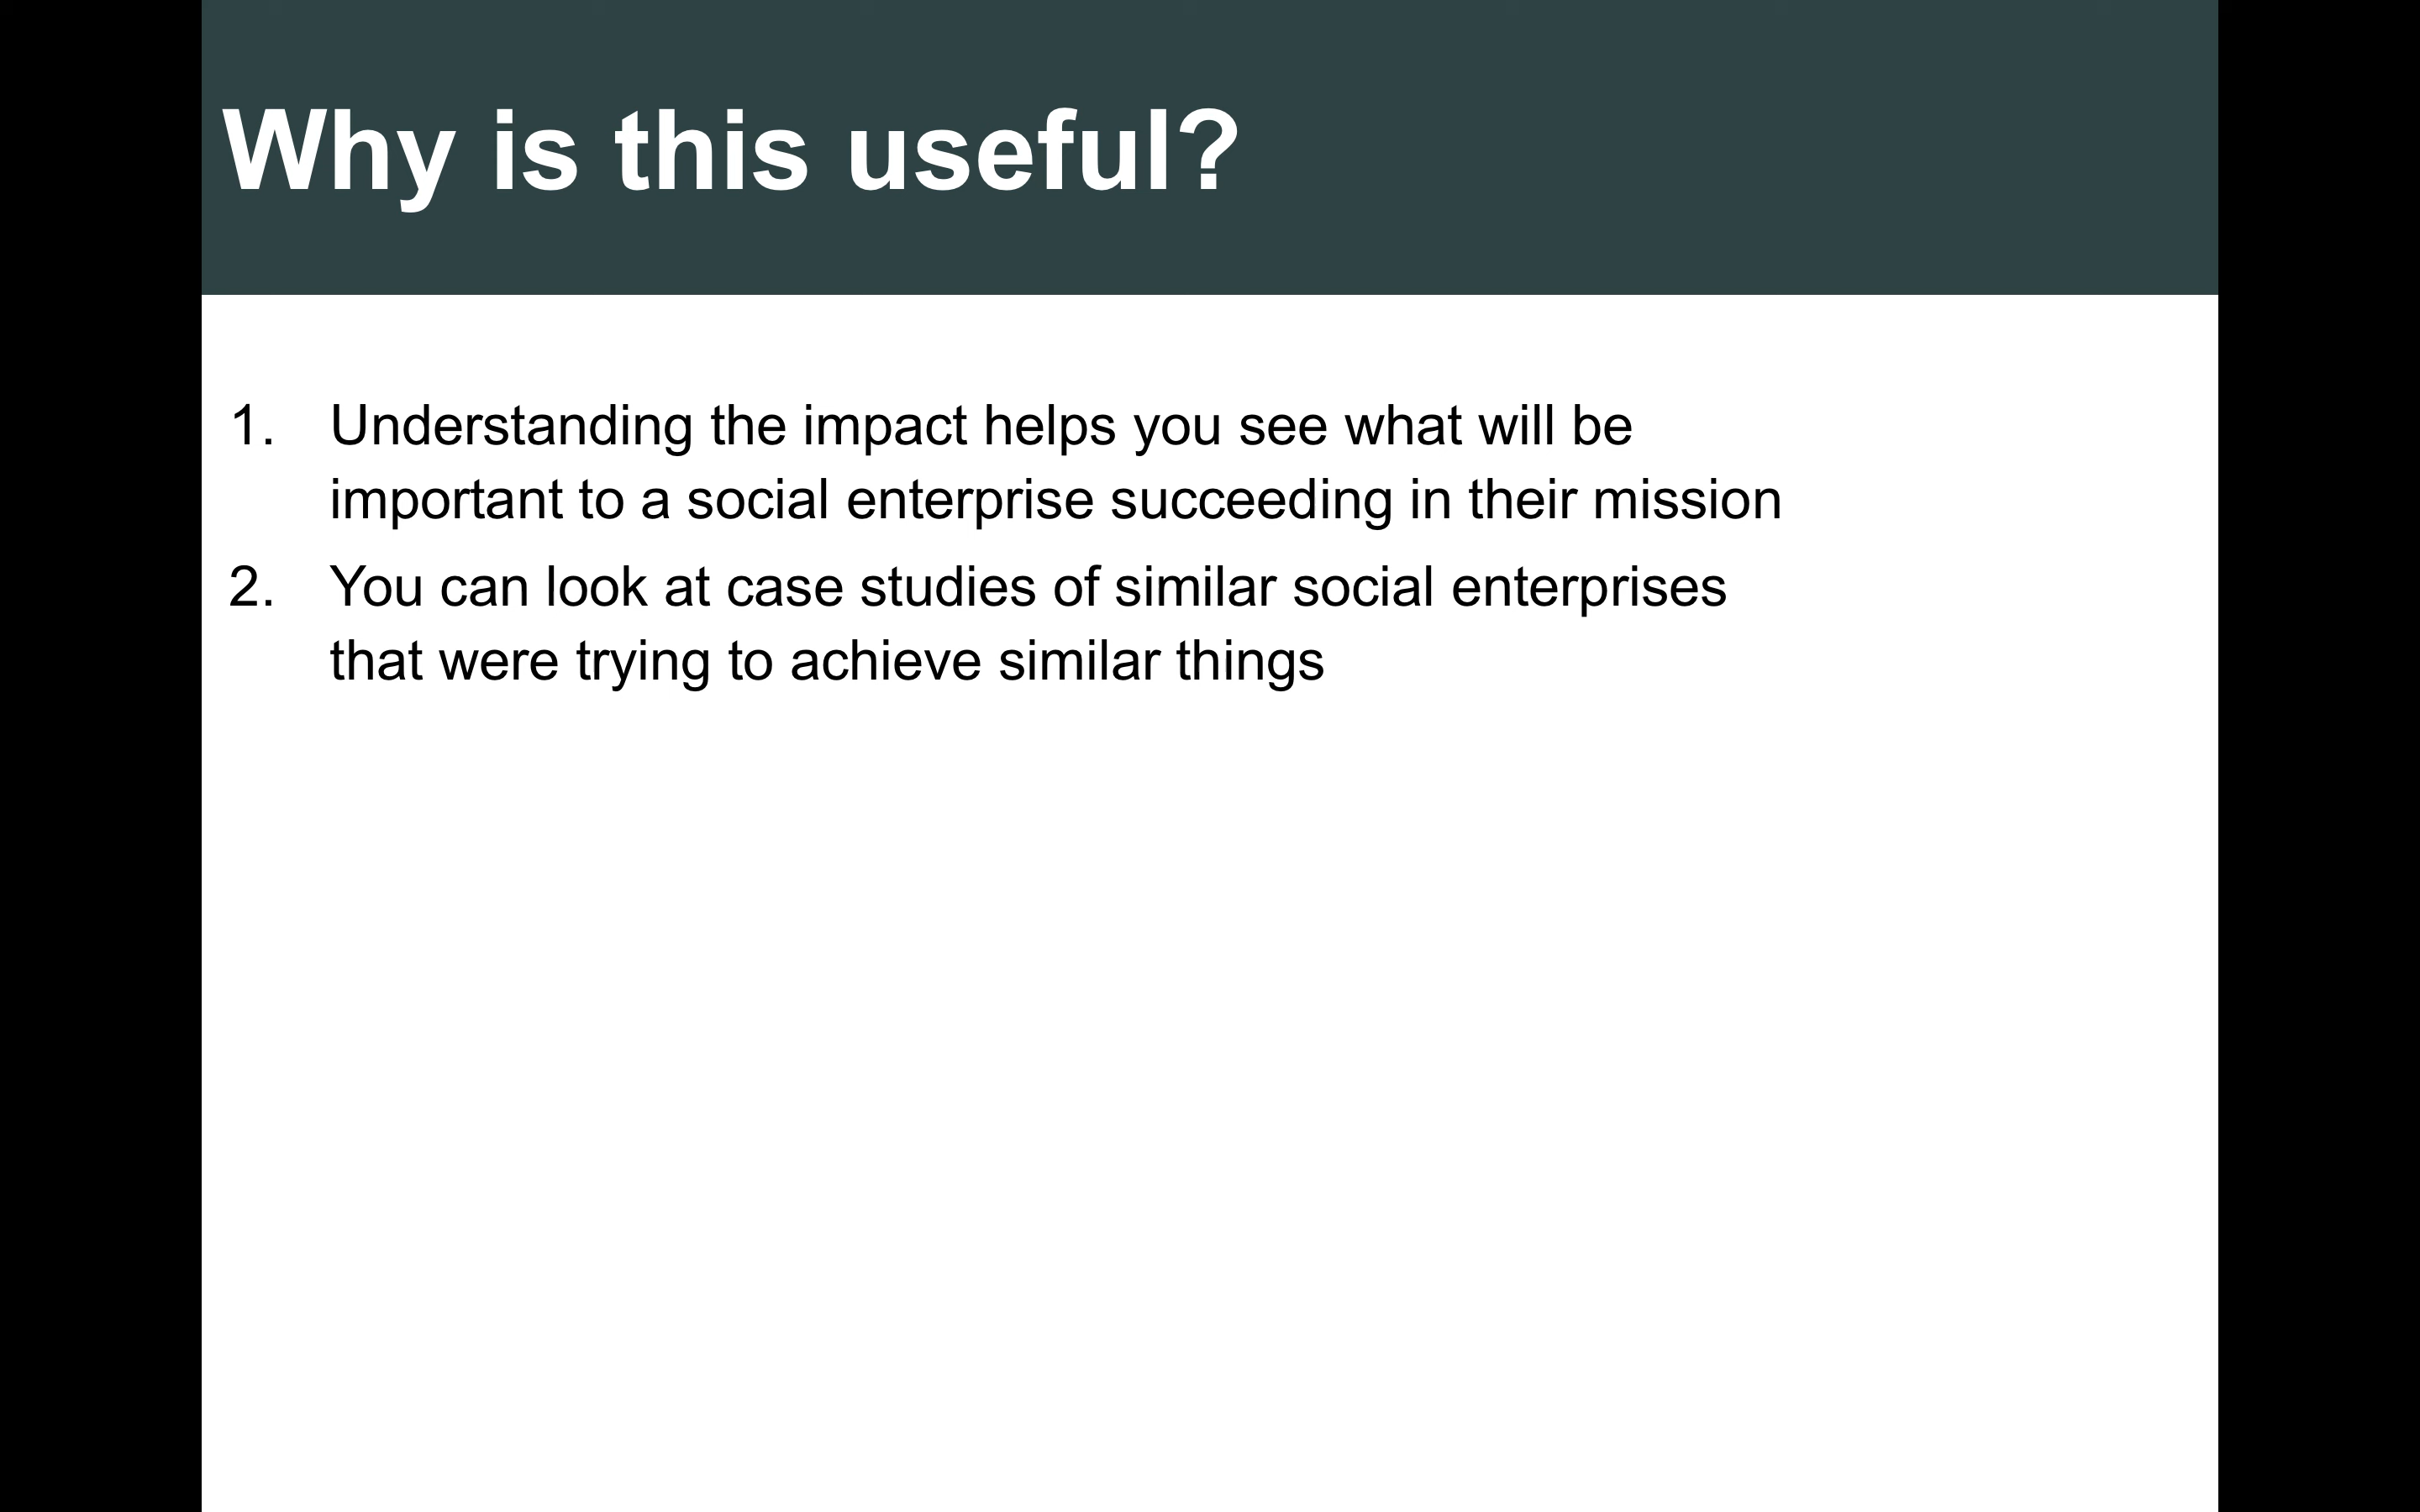 Why is this useful?
1. Understanding the impact helps you see what will be
important to a social enterprise succeeding in their mission
2. You can look at case studies of similar social enterprises
that were trying to achieve similar things